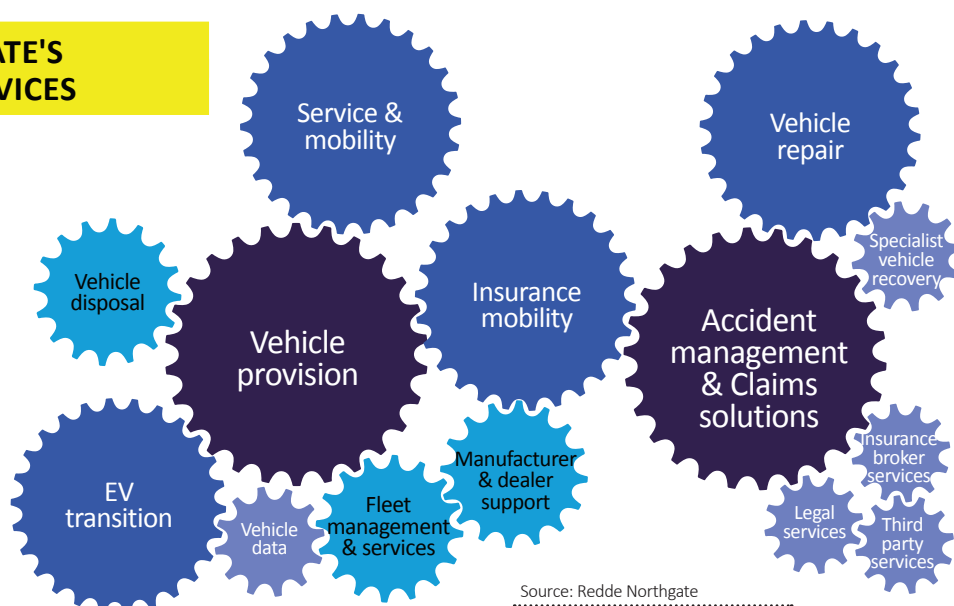 ATE'S
VICES
Service &
mobility
Vehicle
repair
Specialist
vehicle
recovery
Vehicle
disposal
Vehicle
provision
Insurance
mobility
Accident
management
& Claims
solutions
EV
transition
Vehicle
data
Fleet
management
& services
Manufacturer
& dealer
support
Insurance
broker
services
Legal
services
Third
party
services
Source: Redde Northgate